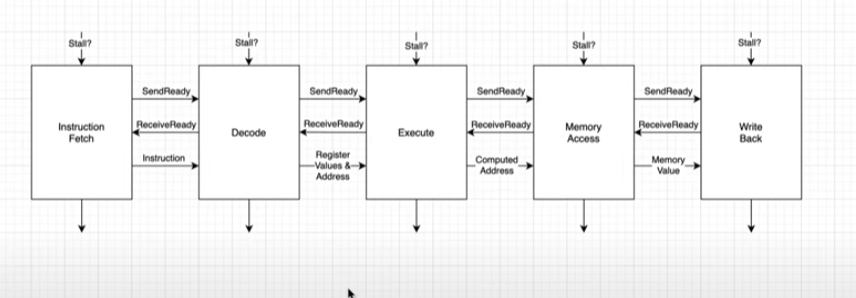 Stall?
Stall?
Stall?
Stall?
Stall?
SendReady
SendReady
SendReady
SendReady
Instruction
Fetch
ReceiveReady
Decode
ReceiveReady
Execute
ReceiveReady
Memory
Access
ReceiveReady
Write
Back
Instruction
Register
Values &
Address
Computed
Address
Memory
Value